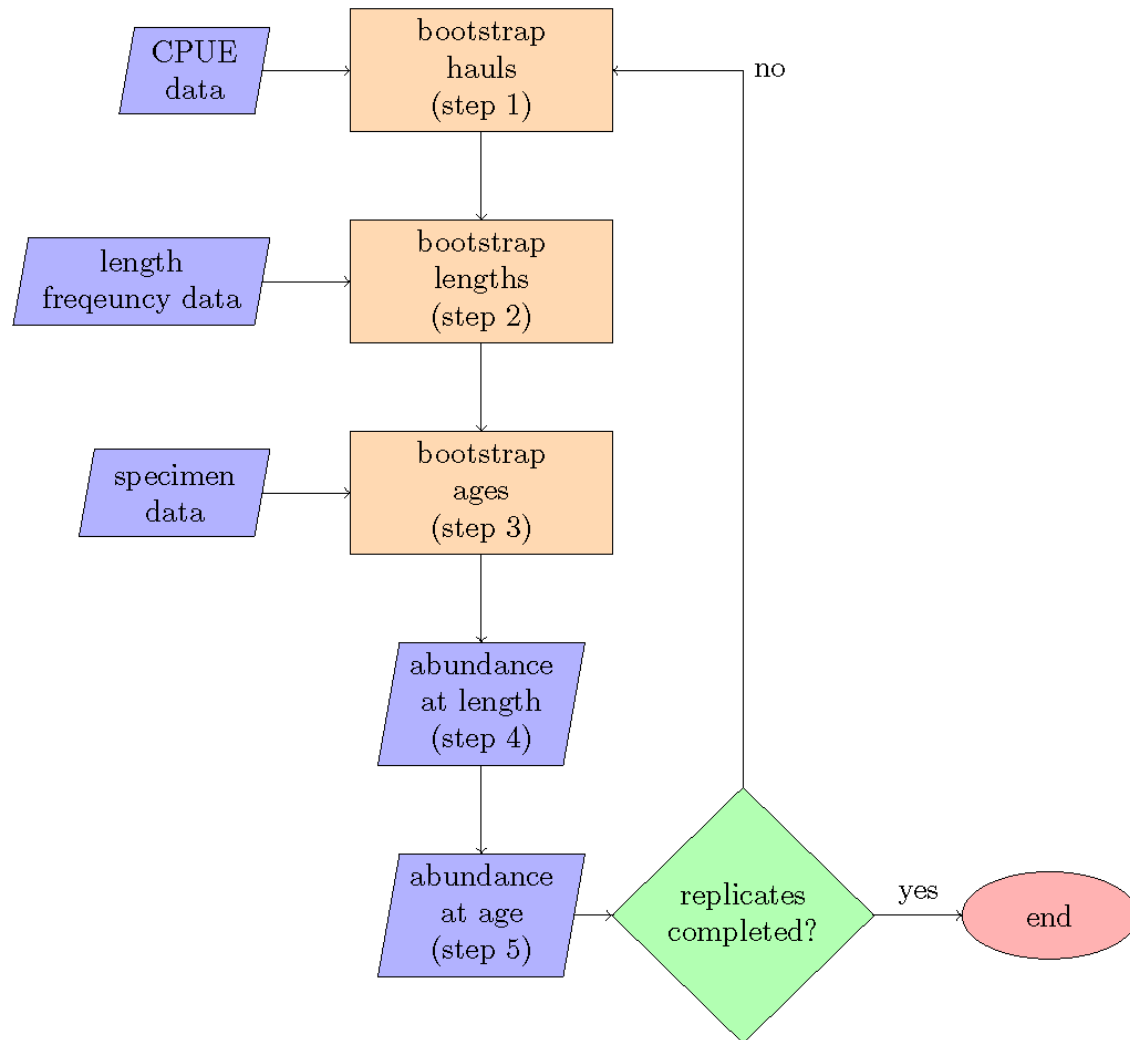 CPUE
data
bootstrap
hauls
(step 1)
no
length
freqeuncy data
bootstrap
lengths
(step 2)
specimen
data
bootstrap
ages
(step 3)
abundance
at length
(step 4)
abundance
at age
(step 5)
replicates
completed?
yes
end